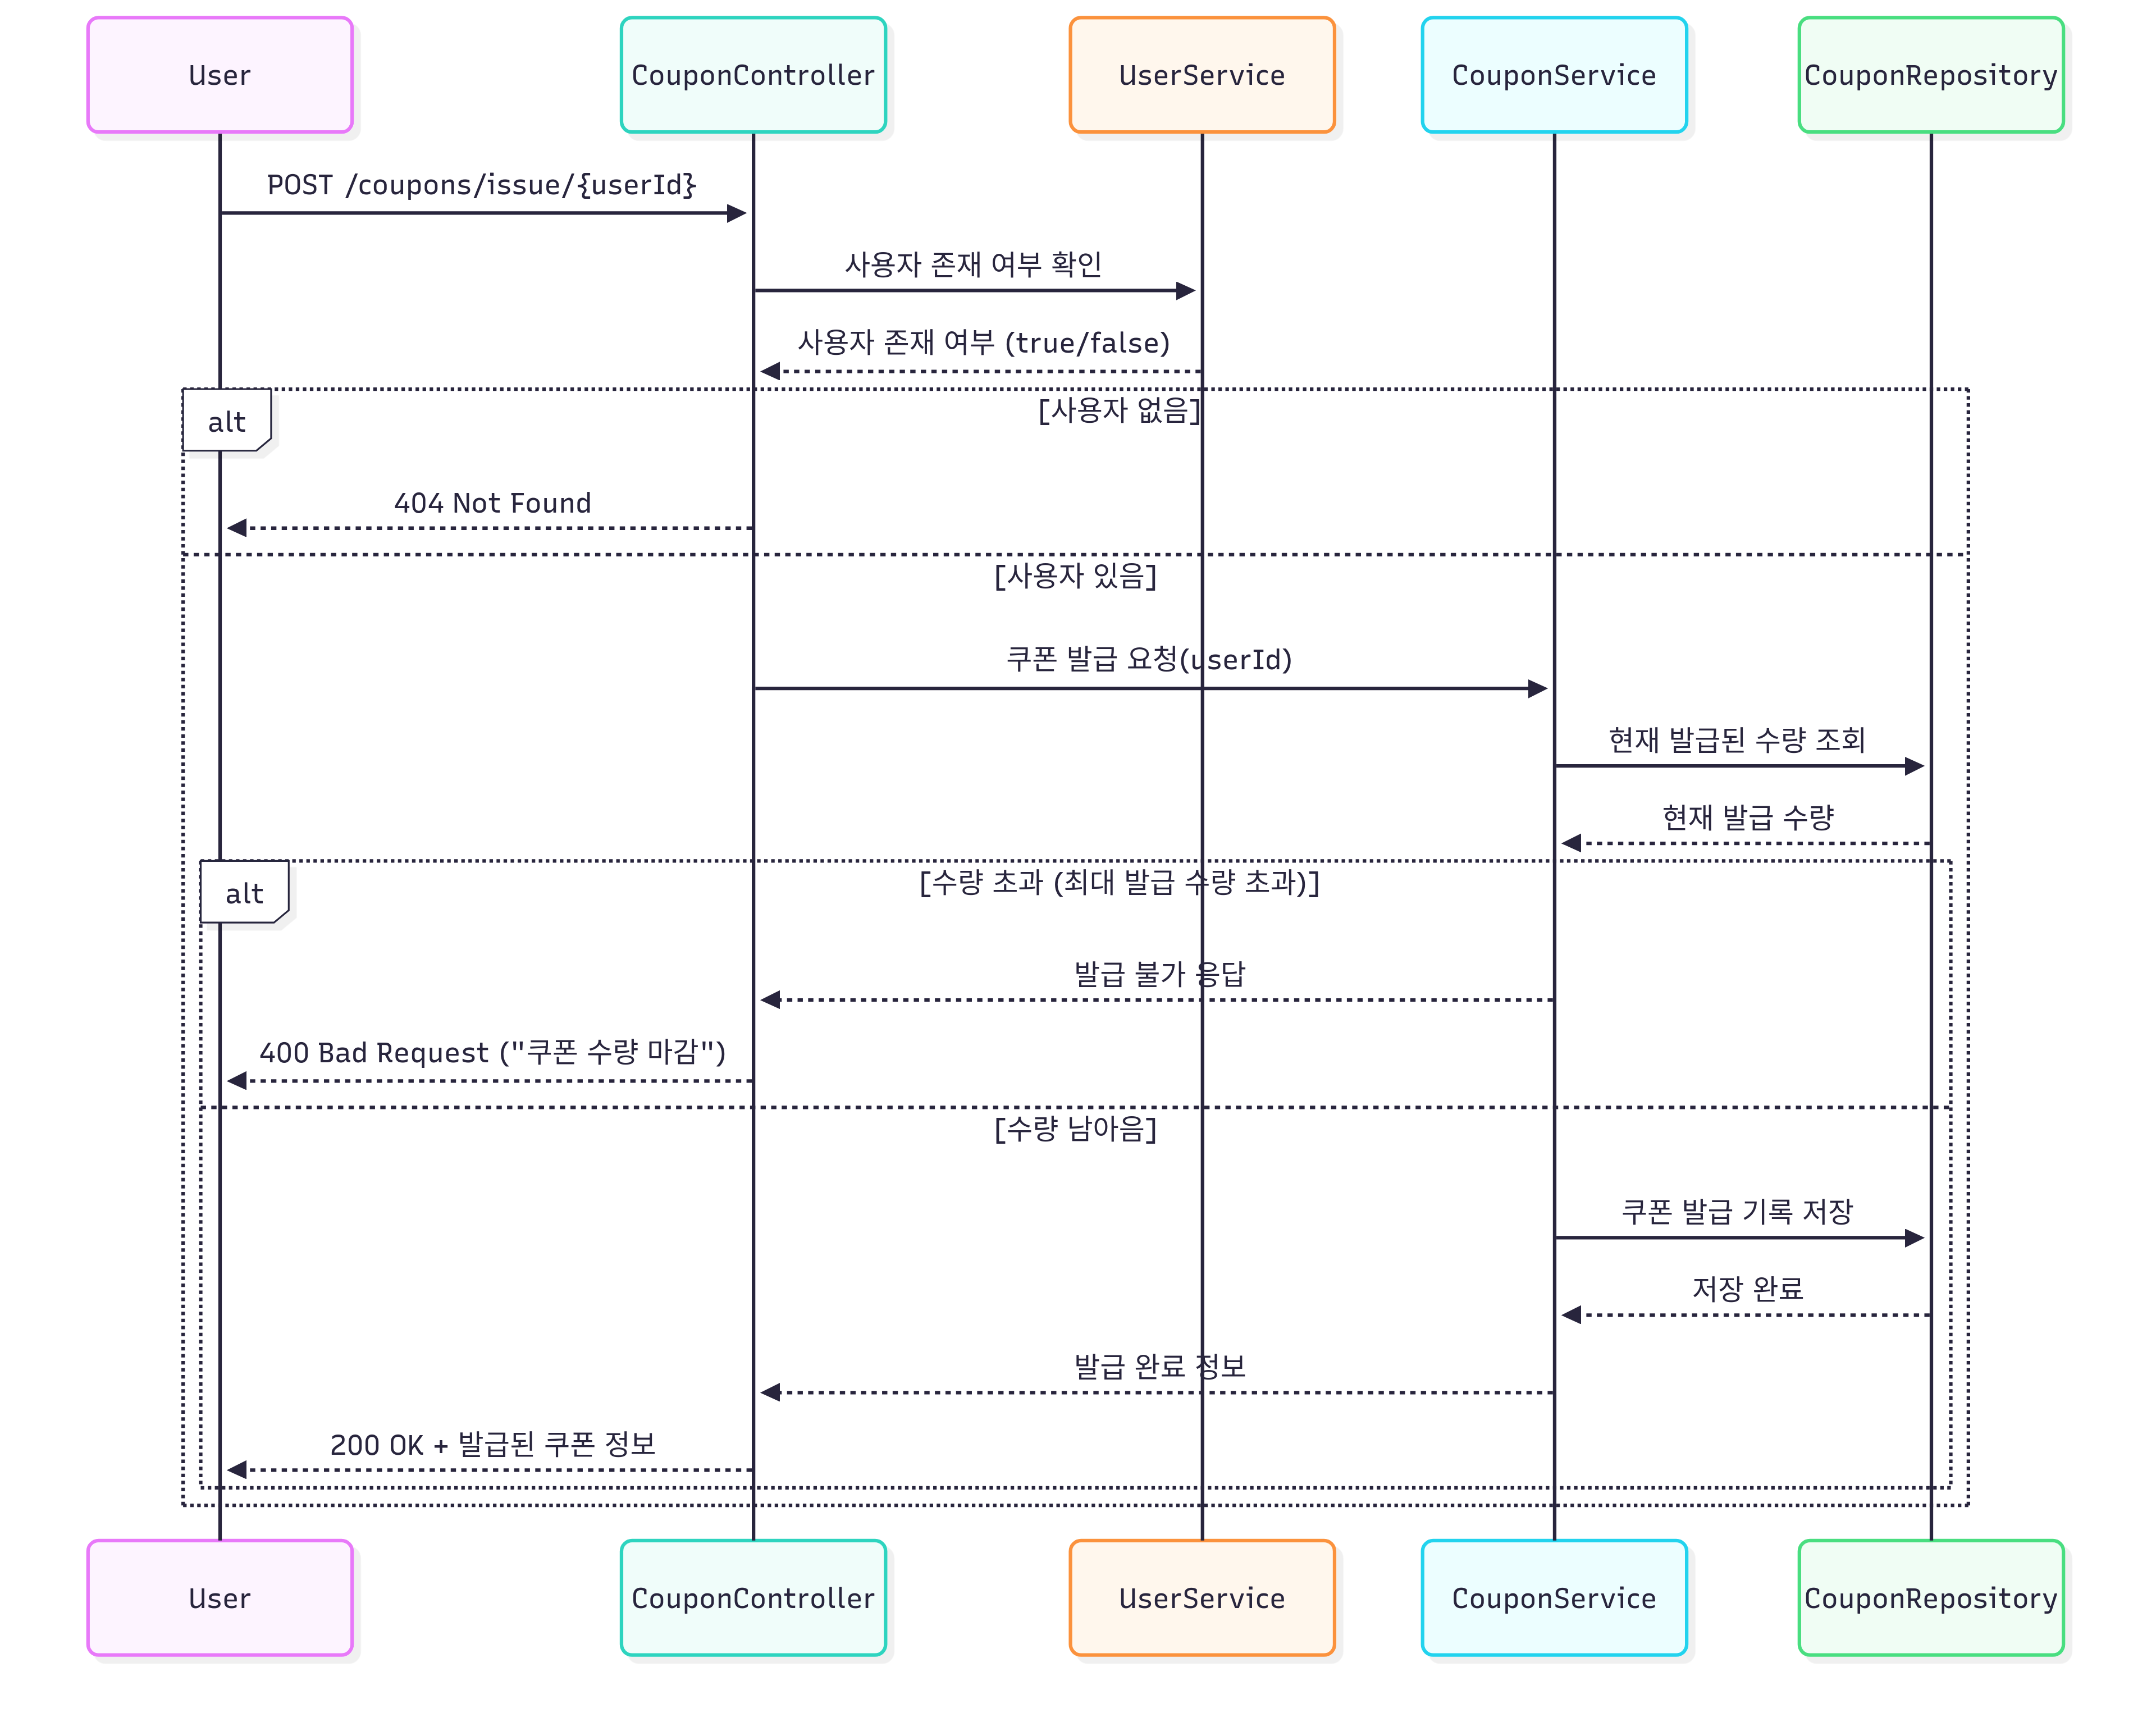 User
CouponController
UserService
CouponService
CouponRepository
POST /coupons/issue/{userId}
사용자 존재 여부 확인
사용자 존재 여부 (true/false)
alt
[사용자 없음]
404 Not Found
[사용자 있음]
쿠폰 발급 요청(userId)
현재 발급된 수량 조회
현재 발급 수량
alt
[수량 초과 (최대 발급 수량 초과)]
발급 불가 응답
400 Bad Request ("쿠폰 수량 마감")
[수량 남아음]
쿠폰 발급 기록 저장
저장 완료
발급 완료 정보
200 OK + 발급된 쿠폰 정보
User
CouponController
UserService
CouponService
CouponRepository